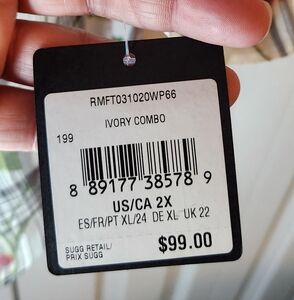 RMFT031020WP66
IVORY COMBO
199
8 89177 38578 9
US/CA 2X
ES/FR/PT XL/24 DE XL UK 22
SUGG RETAIL/
PRIX SUGG
$99.00